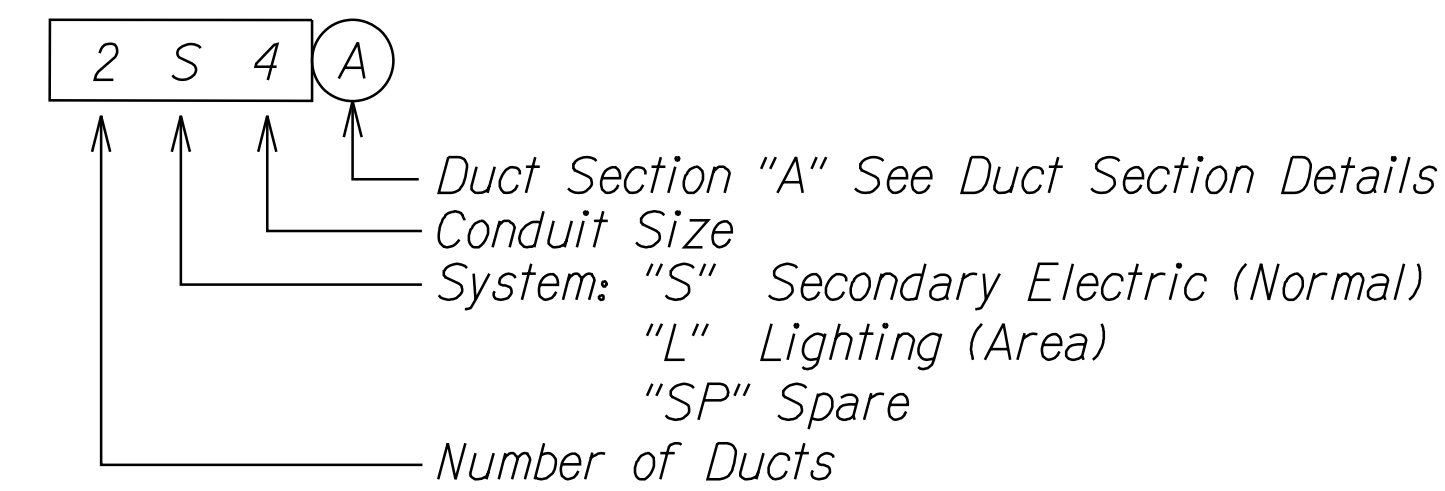 2 S 4 A
Duct Section "A" See Duct Section Details
Conduit Size
System: "S" Secondary Electric (Normal)
"L" Lighting (Area)
"SP" Spare
Number of Ducts